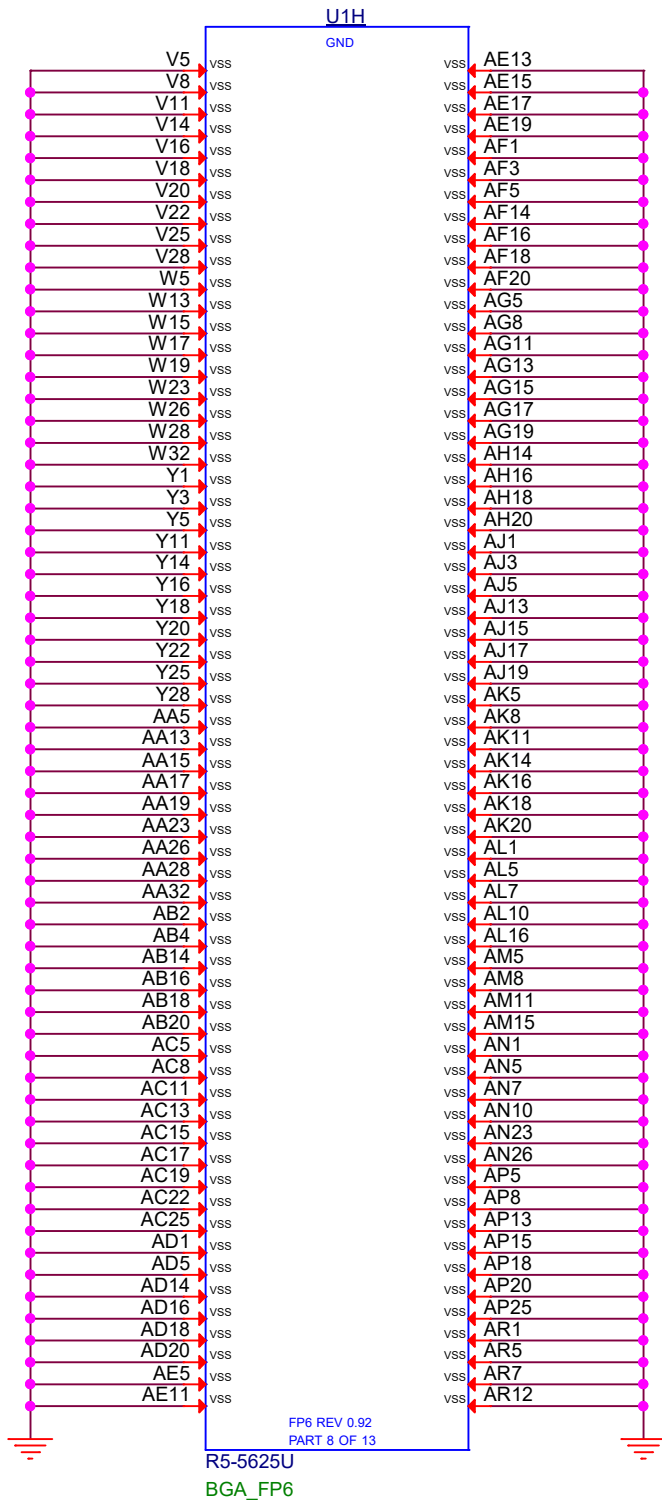 U1H
GND
V5 VSS VSS AE13
V8 VSS VSS AE15
V11 VSS VSS AE17
V14 VSS VSS AE19
V16 VSS VSS AF1
V18 VSS VSS AF3
V20 VSS VSS AF5
V22 VSS VSS AF14
V25 VSS VSS AF16
V28 VSS VSS AF18
W5 VSS VSS AF20
W13 VSS VSS AG5
W15 VSS VSS AG8
W17 VSS VSS AG11
W19 VSS VSS AG13
W23 VSS VSS AG15
W26 VSS VSS AG17
W28 VSS VSS AG19
W32 VSS VSS AH14
Y1 VSS VSS AH16
Y3 VSS VSS AH18
Y5 VSS VSS AH20
Y11 VSS VSS AJ1
Y14 VSS VSS AJ3
Y16 VSS VSS AJ5
Y18 VSS VSS AJ13
Y20 VSS VSS AJ15
Y22 VSS VSS AJ17
Y25 VSS VSS AJ19
Y28 VSS VSS AK5
AA5 VSS VSS AK8
AA13 VSS VSS AK11
AA15 VSS VSS AK14
AA17 VSS VSS AK16
AA19 VSS VSS AK18
AA23 VSS VSS AK20
AA26 VSS VSS AL1
AA28 VSS VSS AL5
AA32 VSS VSS AL7
AB2 VSS VSS AL10
AB4 VSS VSS AL16
AB14 VSS VSS AM5
AB16 VSS VSS AM8
AB18 VSS VSS AM11
AB20 VSS VSS AM15
AC5 VSS VSS AN1
AC8 VSS VSS AN5
AC11 VSS VSS AN7
AC13 VSS VSS AN10
AC15 VSS VSS AN23
AC17 VSS VSS AN26
AC19 VSS VSS AP5
AC22 VSS VSS AP8
AC25 VSS VSS AP13
AD1 VSS VSS AP15
AD5 VSS VSS AP18
AD14 VSS VSS AP20
AD16 VSS VSS AP25
AD18 VSS VSS AR1
AD20 VSS VSS AR5
AE5 VSS VSS AR7
AE11 VSS VSS AR12
FP6 REV 0.92
PART 8 OF 13
R5-5625U
BGA_FP6